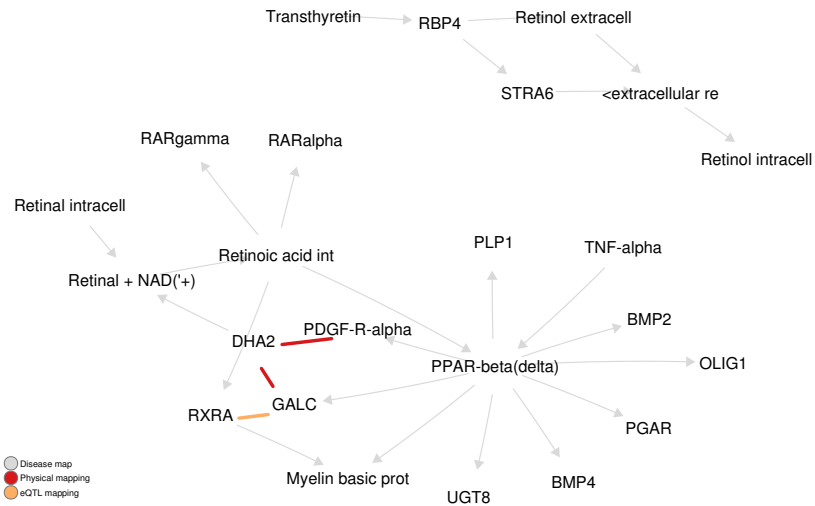 Transthyretin
RBP4
Retinol extracell
STRA6
<extracellular re
Retinol intracell
RARgamma
RARalpha
Retinal intracell
Retinoic acid int
Retinal + NAD('+)
PLP1
TNF-alpha
BMP2
PDGF-R-alpha
DHA2
PPAR-beta(delta)
OLIG1
RXRA
GALC
PGAR
Myelin basic prot
UGT8
BMP4
Disease map
Physical mapping
eQTL mapping